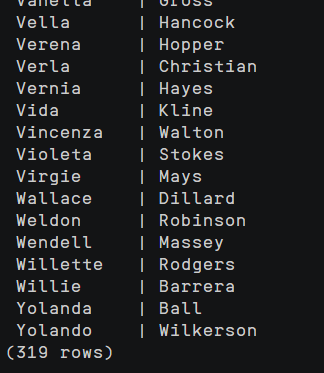 Vanetta | Gross
Vella | Hancock
Verena | Hopper
Verla | Christian
Vernia | Hayes
Vida | Kline
Vincenza | Walton
Violeta | Stokes
Virgie | Mays
Wallace | Dillard
Weldon | Robinson
Wendell | Massey
Willette | Rodgers
Willie | Barrera
Yolanda | Ball
Yolando | Wilkerson
(319 rows)